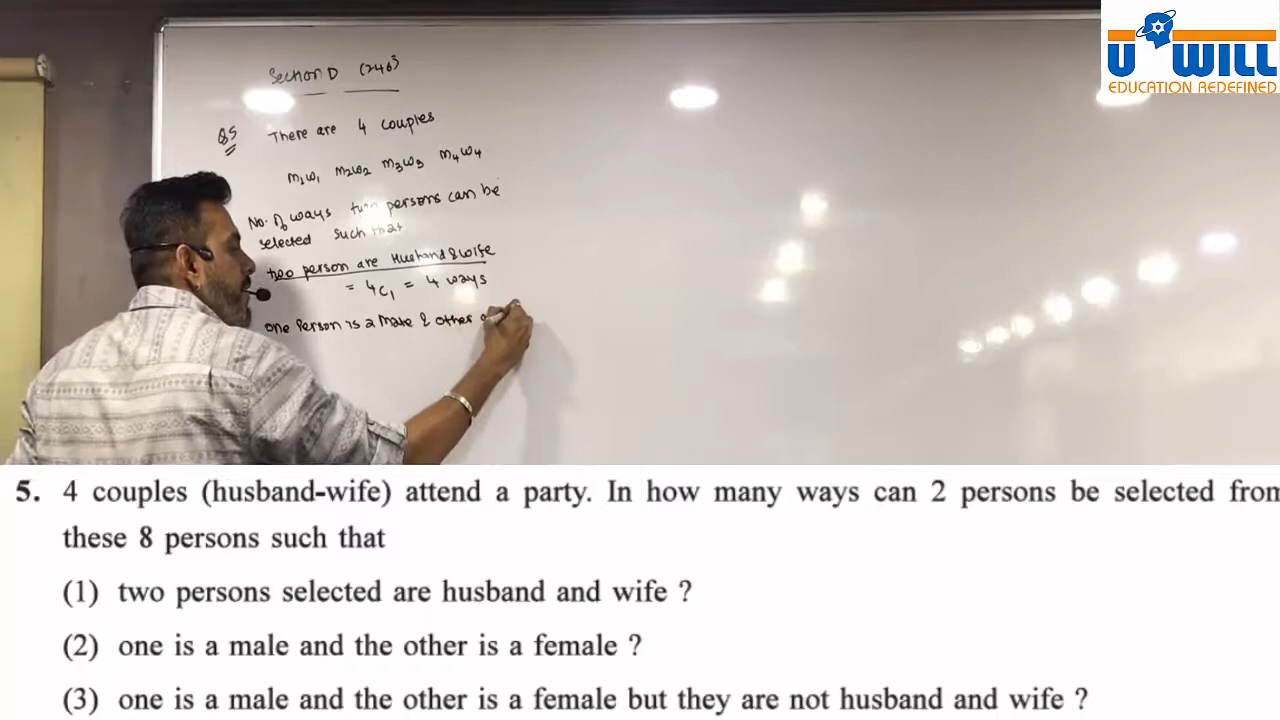 U WILL
EDUCATION REDEFINED
Section D (246)
Q5 There are 4 couples
M₁W₁ M₂W₂ M₃W₃ M₄W₄
No. of ways two persons can be
selected such that
two person are Husband & wife
= 4C₁ = 4 ways
one Person is a Male & other
5. 4 couples (husband-wife) attend a party. In how many ways can 2 persons be selected from
these 8 persons such that
(1) two persons selected are husband and wife ?
(2) one is a male and the other is a female ?
(3) one is a male and the other is a female but they are not husband and wife ?